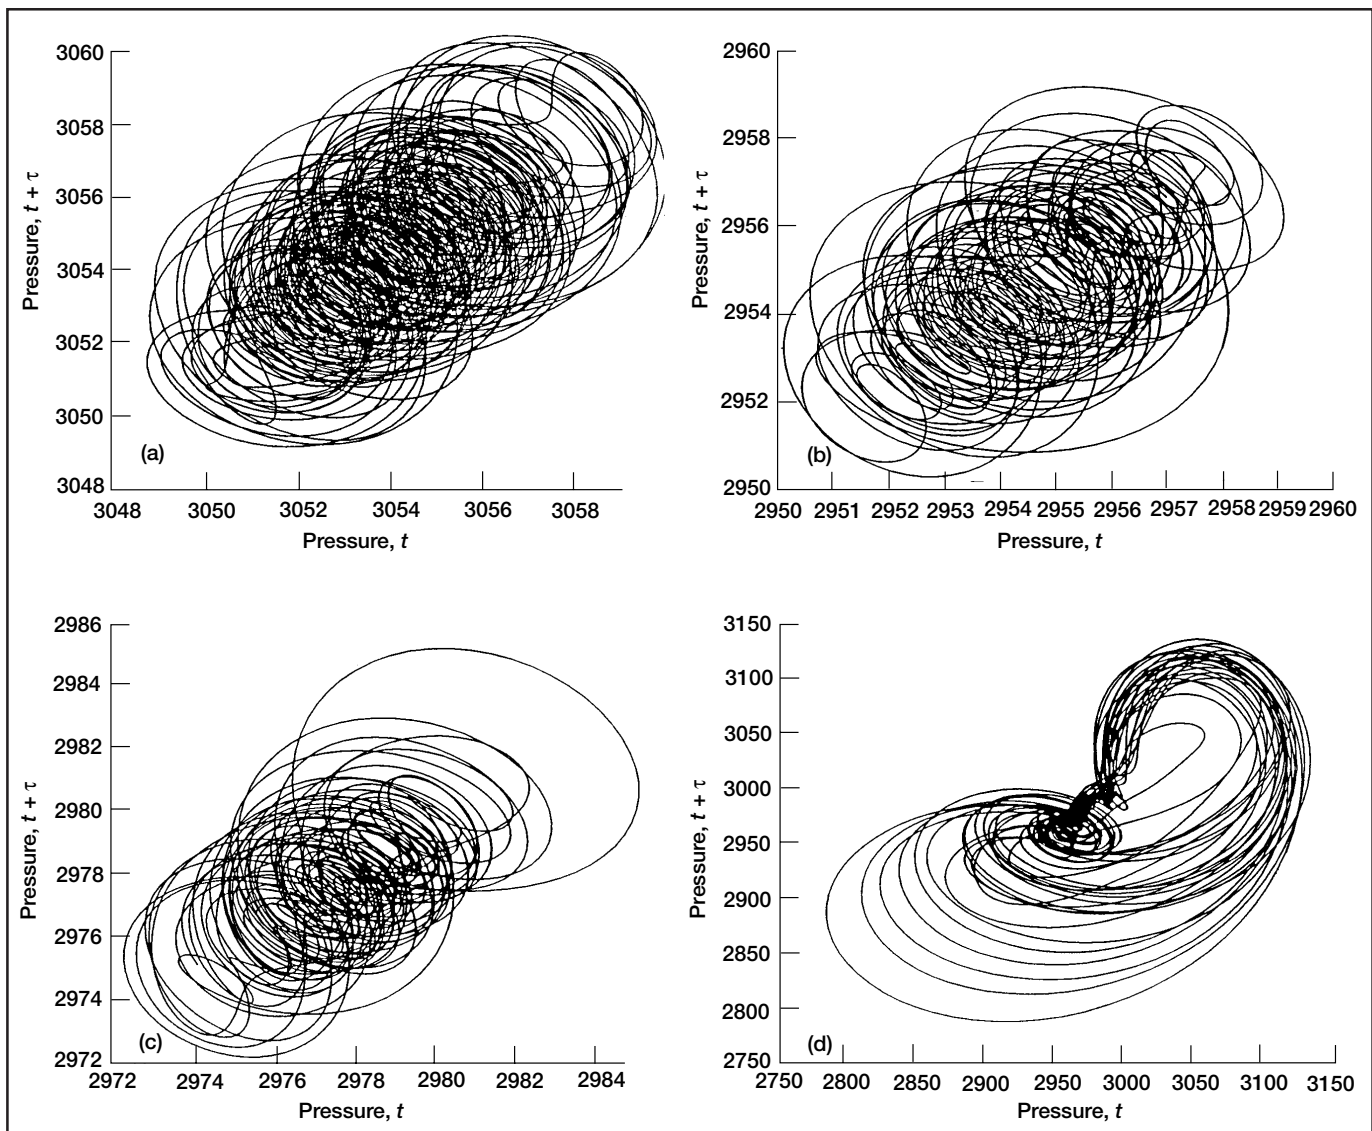 3060
3058
3056
3054
3052
3050
3048
Pressure, t + τ
(a)
3048 3050 3052 3054 3056 3058
Pressure, t
2960
2958
2956
2954
2952
2950
Pressure, t + τ
(b)
2950 2951 2952 2953 2954 2955 2956 2957 2958 2959 2960
Pressure, t
2986
2984
2982
2980
2978
2976
2974
2972
Pressure, t + τ
(c)
2972 2974 2976 2978 2980 2982 2984
Pressure, t
3150
3100
3050
3000
2950
2900
2850
2800
2750
Pressure, t + τ
(d)
2750 2800 2850 2900 2950 3000 3050 3100 3150
Pressure, t